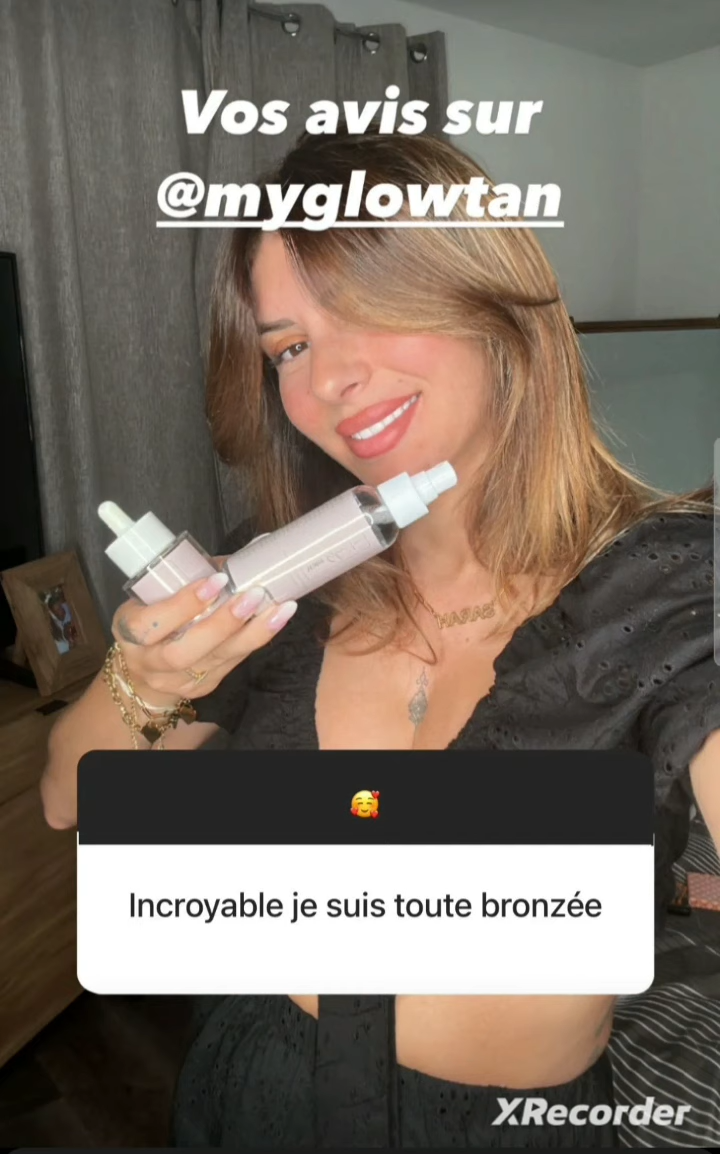 Vos avis sur
@myglowtan
🥰
Incroyable je suis toute bronzée
XRecorder